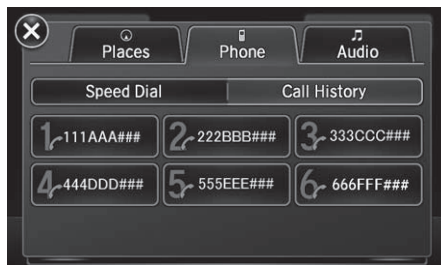 Places Phone Audio
Speed Dial Call History
1 111AAA### 2 222BBB### 3 333CCC###
4 444DDD### 5 555EEE### 6 666FFF###